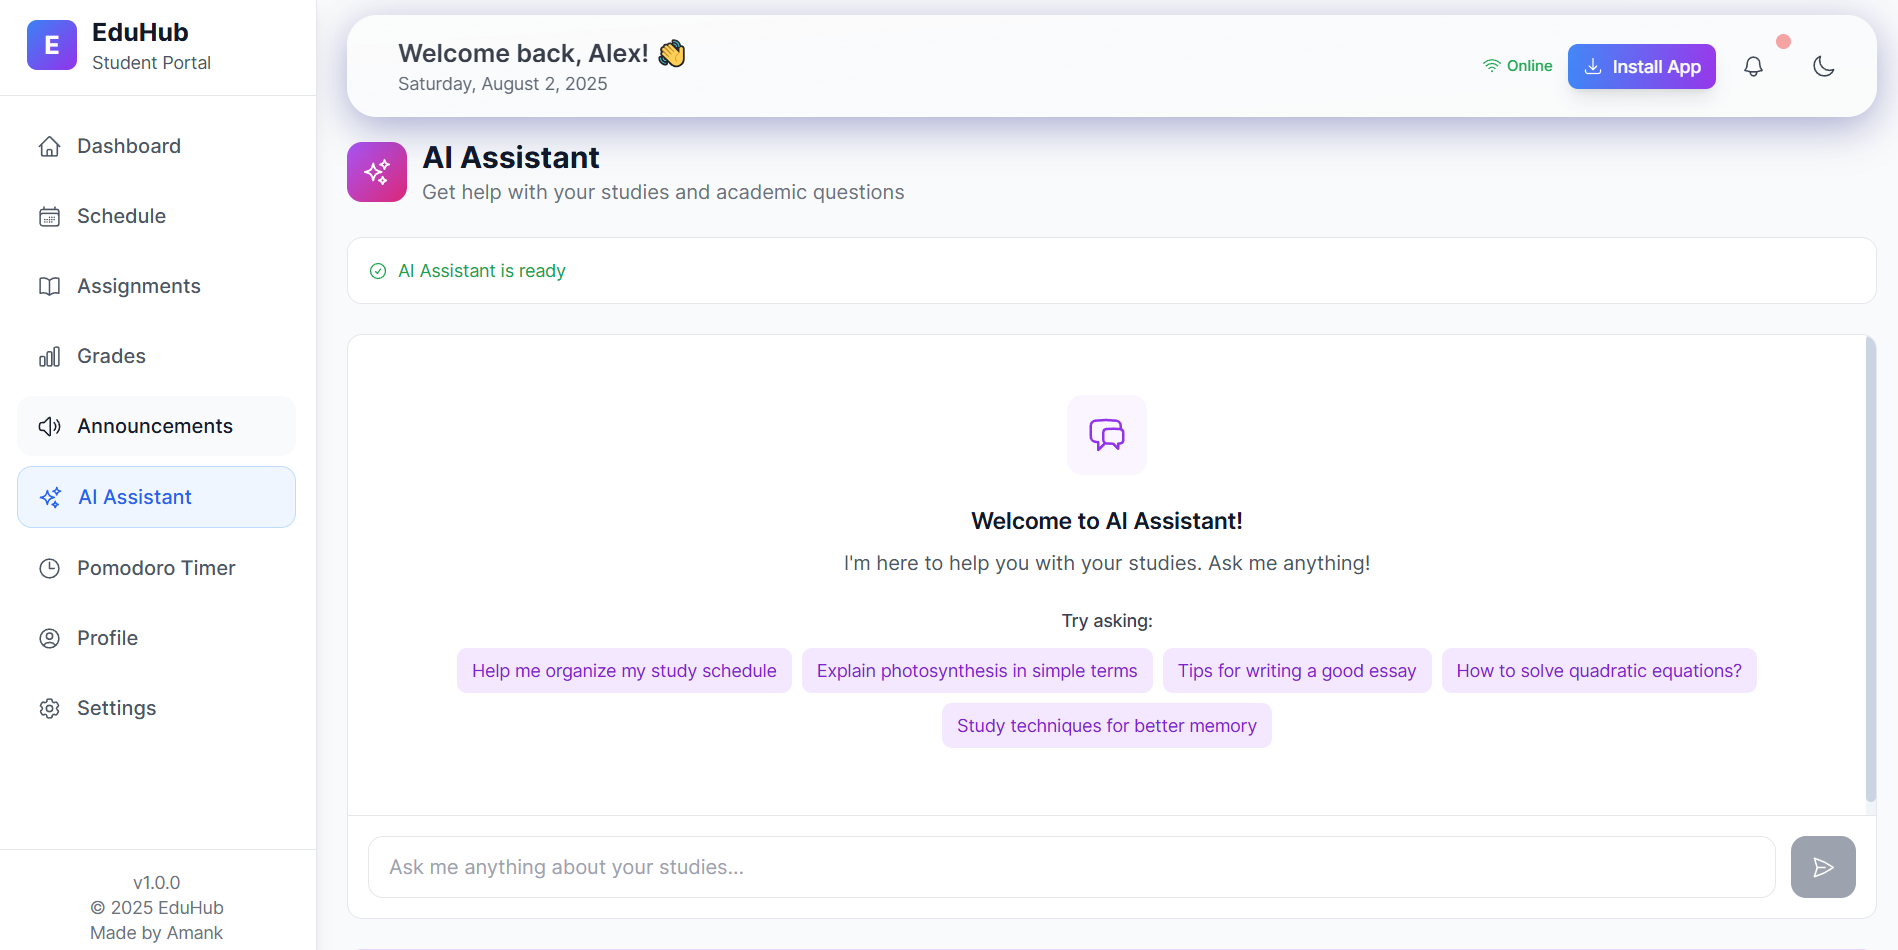 E
EduHub
Student Portal
Dashboard
Schedule
Assignments
Grades
Announcements
AI Assistant
Pomodoro Timer
Profile
Settings
v1.0.0
© 2025 EduHub
Made by Amank
Welcome back, Alex! 👋
Saturday, August 2, 2025
Online
Install App
AI Assistant
Get help with your studies and academic questions
AI Assistant is ready
Welcome to AI Assistant!
I'm here to help you with your studies. Ask me anything!
Try asking:
Help me organize my study schedule
Explain photosynthesis in simple terms
Tips for writing a good essay
How to solve quadratic equations?
Study techniques for better memory
Ask me anything about your studies...